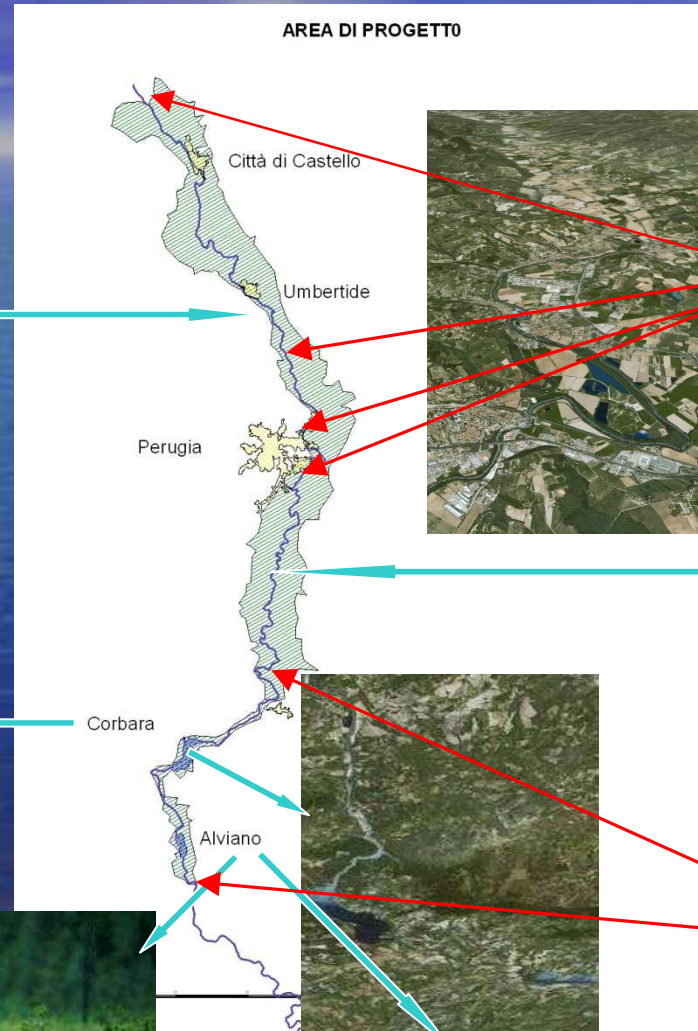 AREA DI PROGETT0
Città di Castello
Umbertide
Perugia
Corbara
Alviano